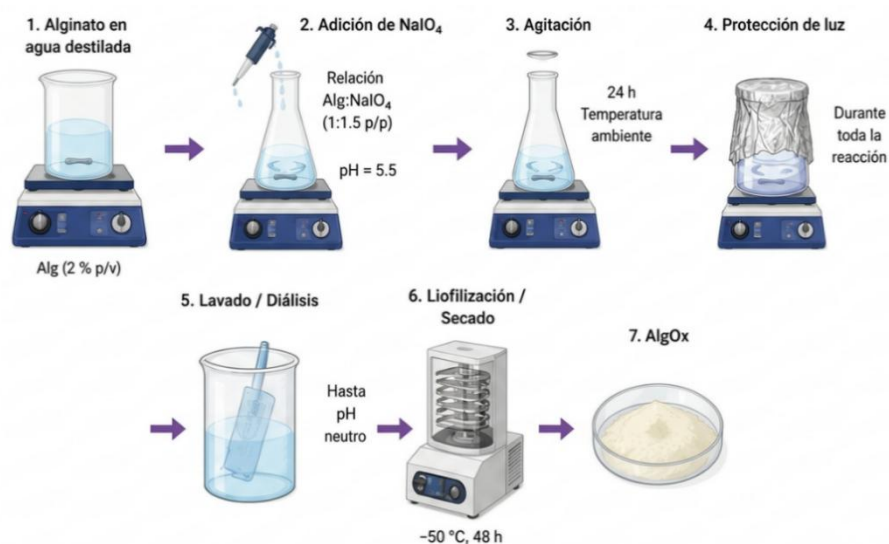 1. Alginato en
agua destilada
Alg (2 % p/v)
2. Adición de NaIO₄
Relación
Alg:NaIO₄
(1:1.5 p/p)
pH = 5.5
3. Agitación
24 h
Temperatura
ambiente
4. Protección de luz
Durante
toda la
reacción
5. Lavado / Diálisis
Hasta
pH
neutro
6. Liofilización /
Secado
−50 °C, 48 h
7. AlgOx